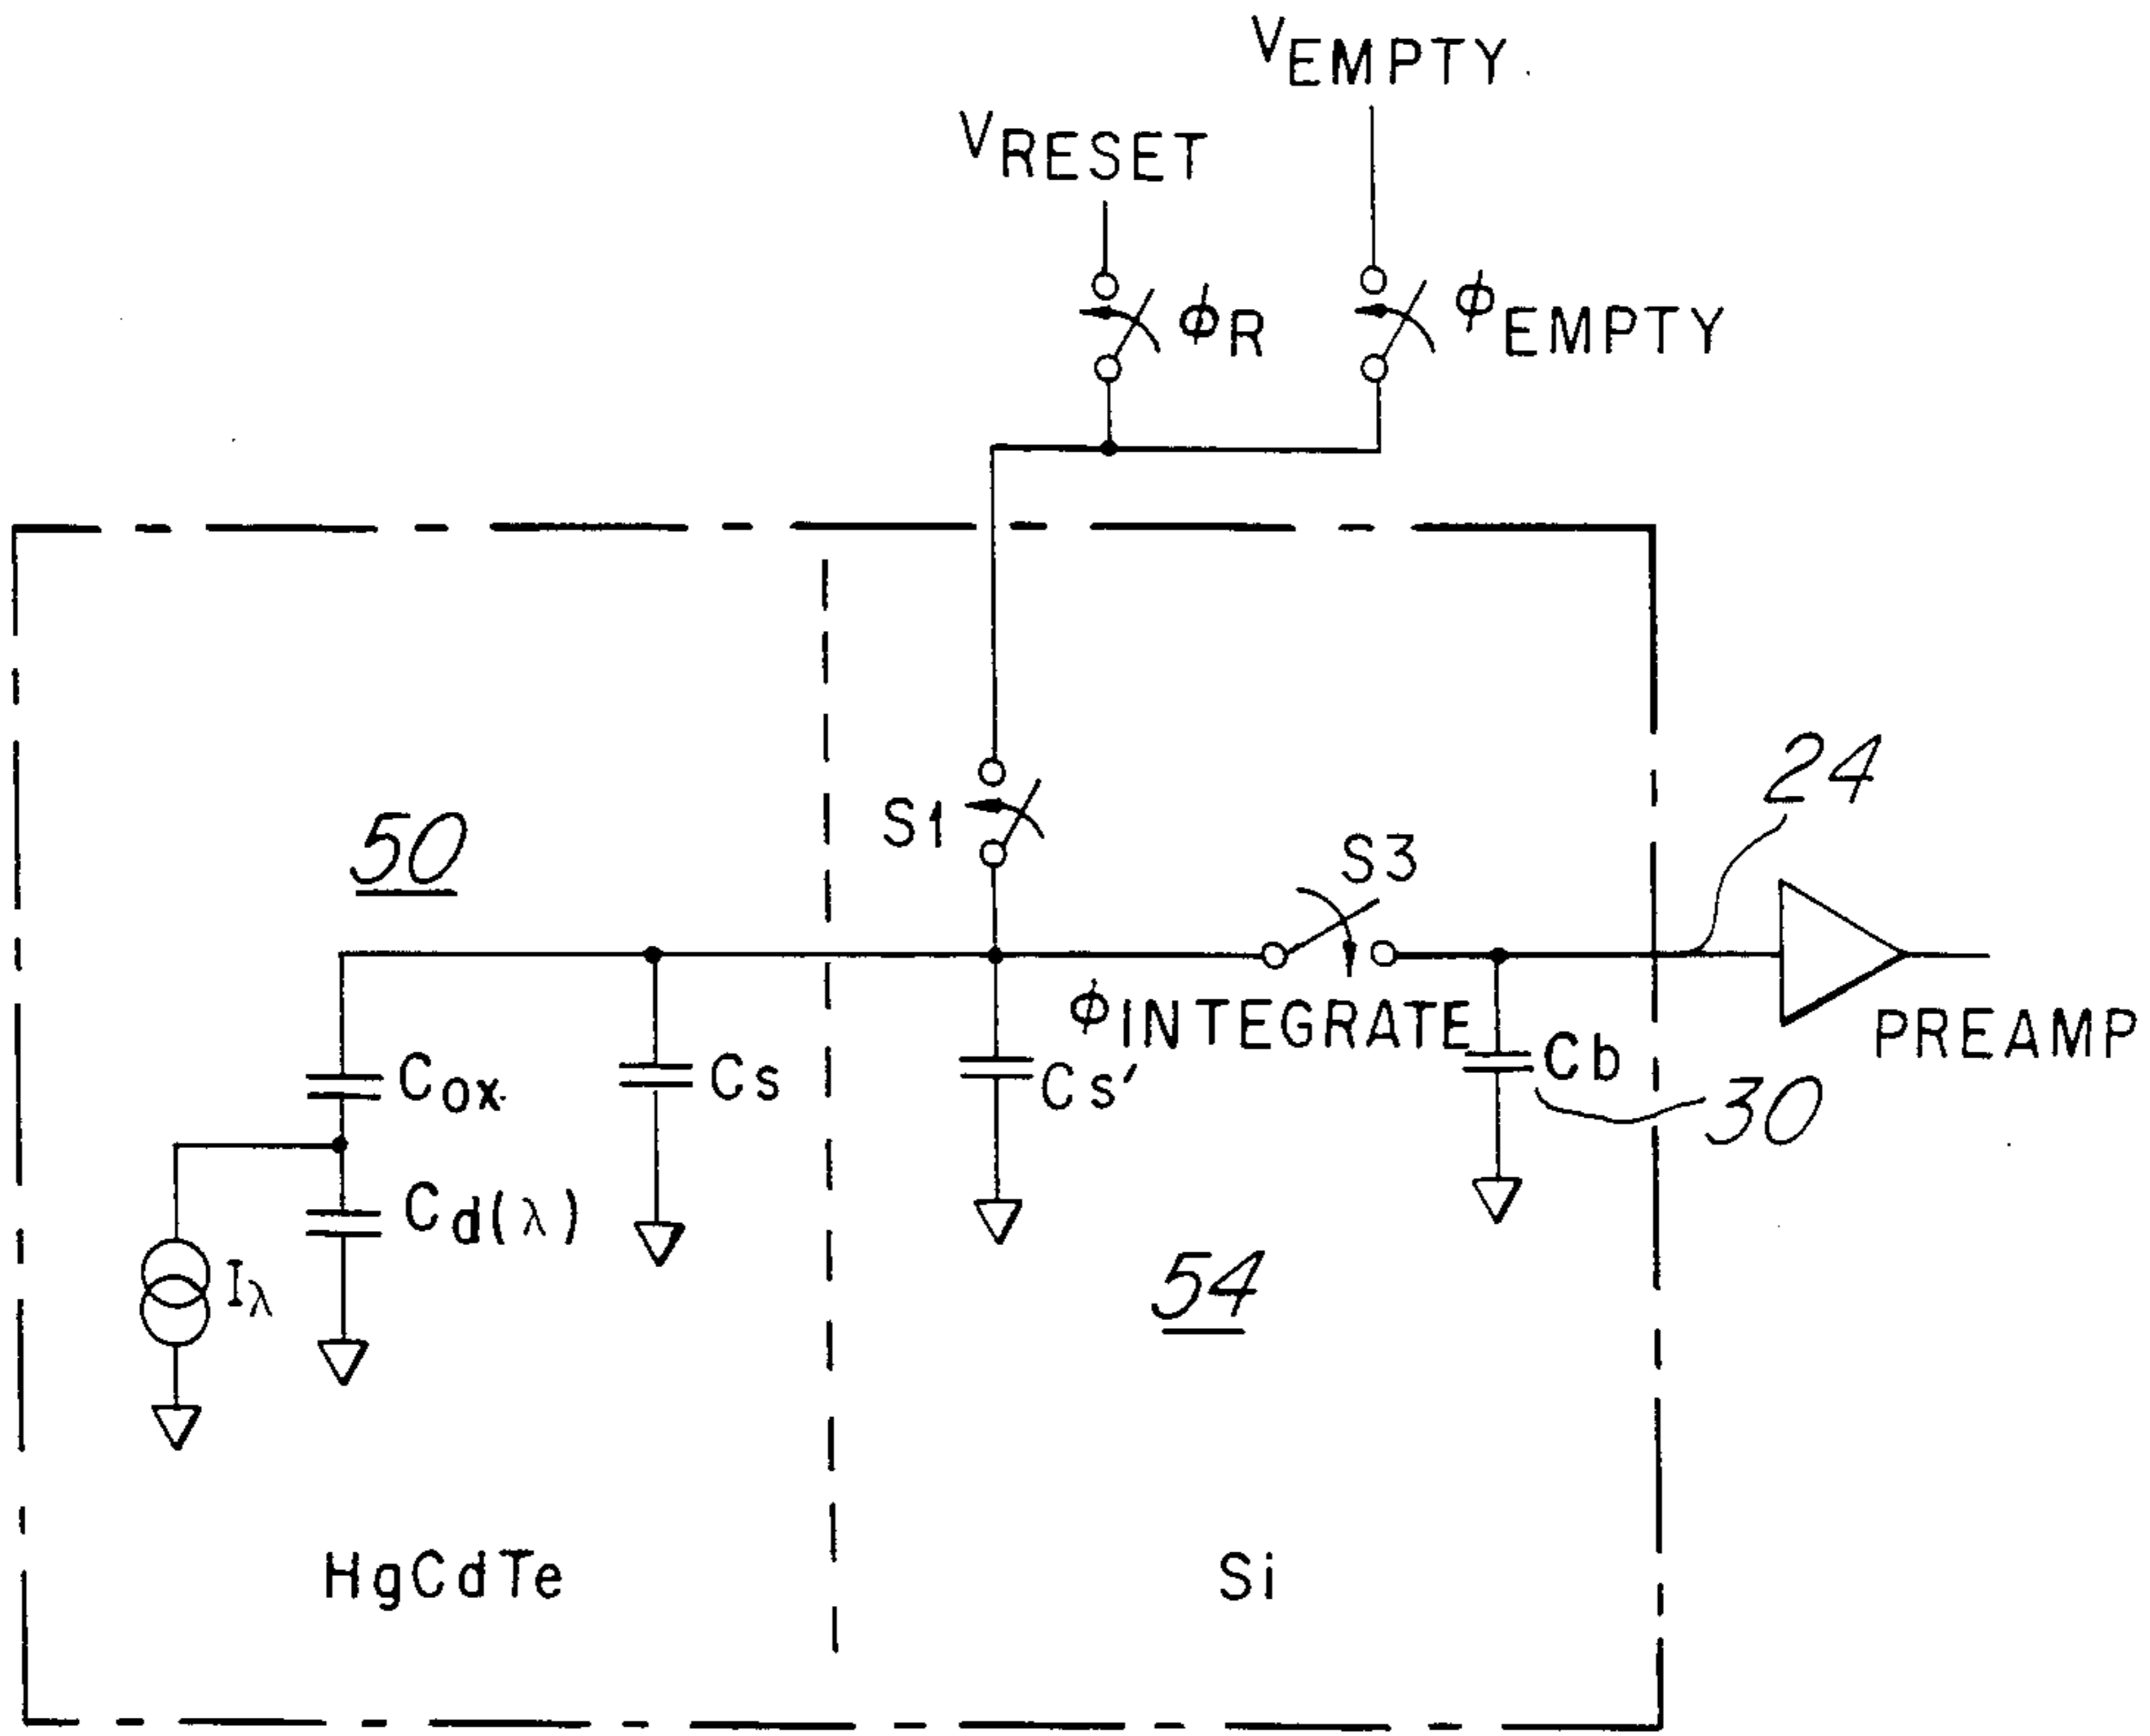 VEMPTY
VRESET
ϕR
ϕEMPTY
24
S1
50
S3
ϕINTEGRATE
PREAMP
Cox
Cs
Cs'
Cb
30
Cd(λ)
Iλ
54
HgCdTe
Si